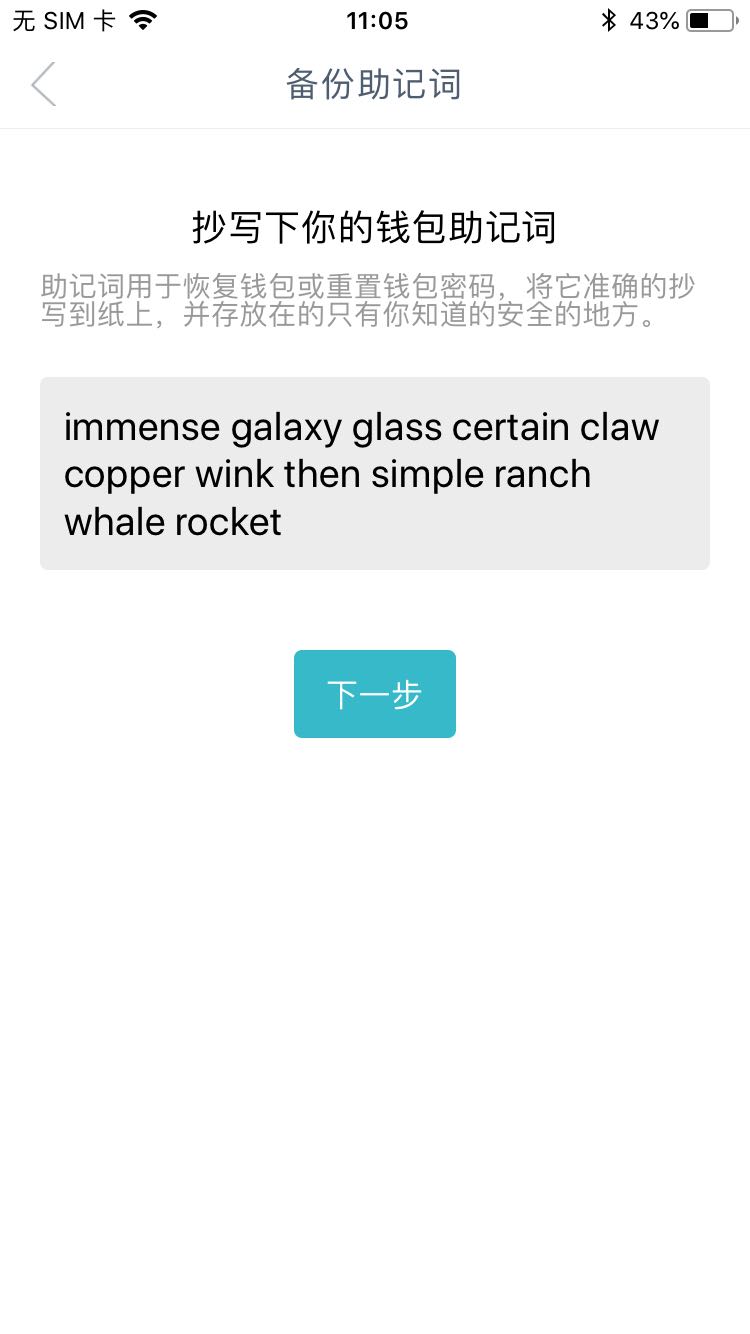 无 SIM 卡
11:05
43%
备份助记词
抄写下你的钱包助记词
助记词用于恢复钱包或重置钱包密码，将它准确的抄
写到纸上，并存放在的只有你知道的安全的地方。
immense galaxy glass certain claw
copper wink then simple ranch
whale rocket
下一步